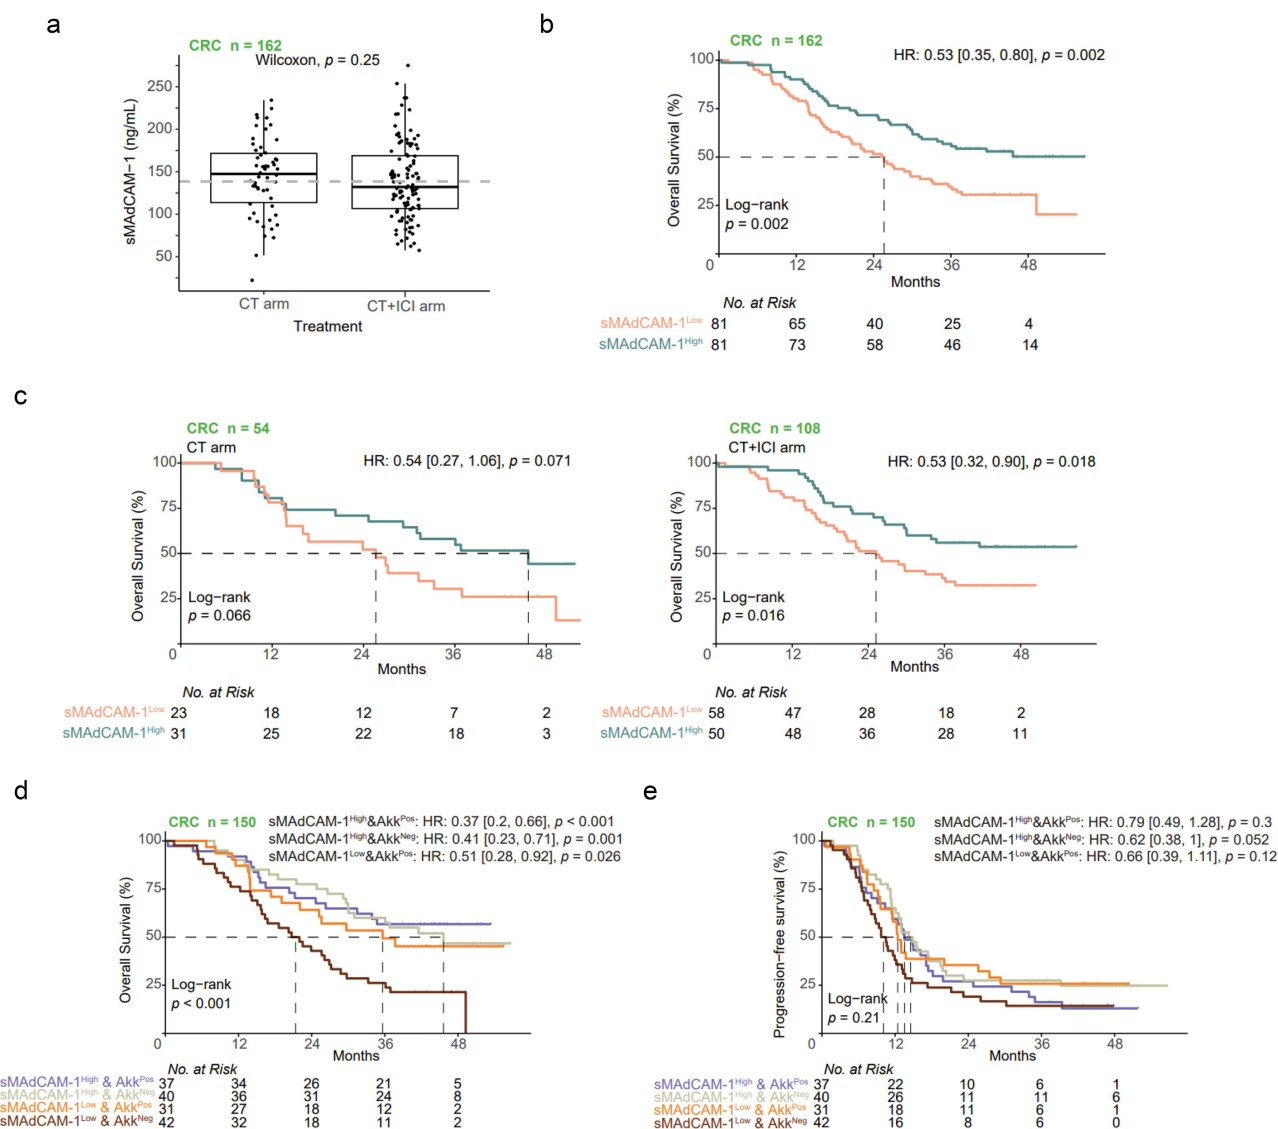 a
CRC n = 162
Wilcoxon, p = 0.25
sMAdCAM−1 (ng/mL)
250
200
150
100
50
CT arm
CT+ICI arm
Treatment
b
CRC n = 162
HR: 0.53 [0.35, 0.80], p = 0.002
Overall Survival (%)
100
75
50
25
Log−rank
p = 0.002
0 12 24 36 48
Months
No. at Risk
sMAdCAM-1Low 81 65 40 25 4
sMAdCAM-1High 81 73 58 46 14
c
CRC n = 54
CT arm
HR: 0.54 [0.27, 1.06], p = 0.071
Overall Survival (%)
100
75
50
25
Log−rank
p = 0.066
0 12 24 36 48
Months
No. at Risk
sMAdCAM-1Low 23 18 12 7 2
sMAdCAM-1High 31 25 22 18 3
CRC n = 108
CT+ICI arm
HR: 0.53 [0.32, 0.90], p = 0.018
Overall Survival (%)
100
75
50
25
Log−rank
p = 0.016
0 12 24 36 48
Months
No. at Risk
sMAdCAM-1Low 58 47 28 18 2
sMAdCAM-1High 50 48 36 28 11
d
CRC n = 150
sMAdCAM-1High&AkkPos: HR: 0.37 [0.2, 0.66], p < 0.001
sMAdCAM-1High&AkkNeg: HR: 0.41 [0.23, 0.71], p = 0.001
sMAdCAM-1Low&AkkPos: HR: 0.51 [0.28, 0.92], p = 0.026
Overall Survival (%)
100
75
50
25
Log−rank
p < 0.001
0 12 24 36 48
Months
No. at Risk
sMAdCAM-1High & AkkPos 37 34 26 21 5
sMAdCAM-1High & AkkNeg 40 36 31 24 8
sMAdCAM-1Low & AkkPos 31 27 18 12 2
sMAdCAM-1Low & AkkNeg 42 32 18 11 2
e
CRC n = 150
sMAdCAM-1High&AkkPos: HR: 0.79 [0.49, 1.28], p = 0.3
sMAdCAM-1High&AkkNeg: HR: 0.62 [0.38, 1], p = 0.052
sMAdCAM-1Low&AkkPos: HR: 0.66 [0.39, 1.11], p = 0.12
Progression−free survival (%)
100
75
50
25
Log−rank
p = 0.21
0 12 24 36 48
Months
No. at Risk
sMAdCAM-1High & AkkPos 37 22 10 6 1
sMAdCAM-1High & AkkNeg 40 26 11 11 6
sMAdCAM-1Low & AkkPos 31 18 11 6 1
sMAdCAM-1Low & AkkNeg 42 16 8 6 0